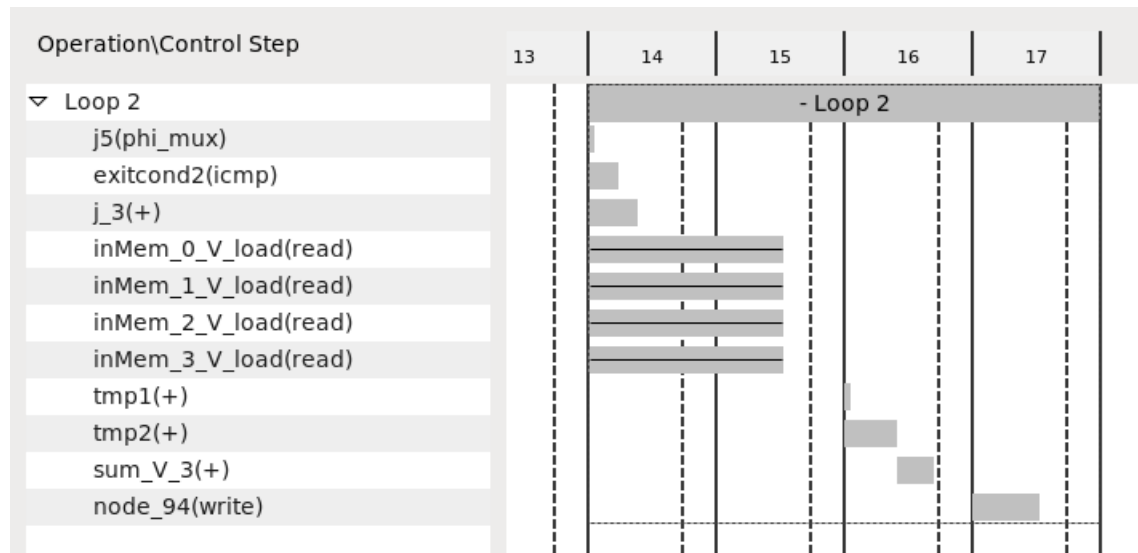 Operation\Control Step
13 14 15 16 17
Loop 2
- Loop 2
j5(phi_mux)
exitcond2(icmp)
j_3(+)
inMem_0_V_load(read)
inMem_1_V_load(read)
inMem_2_V_load(read)
inMem_3_V_load(read)
tmp1(+)
tmp2(+)
sum_V_3(+)
node_94(write)